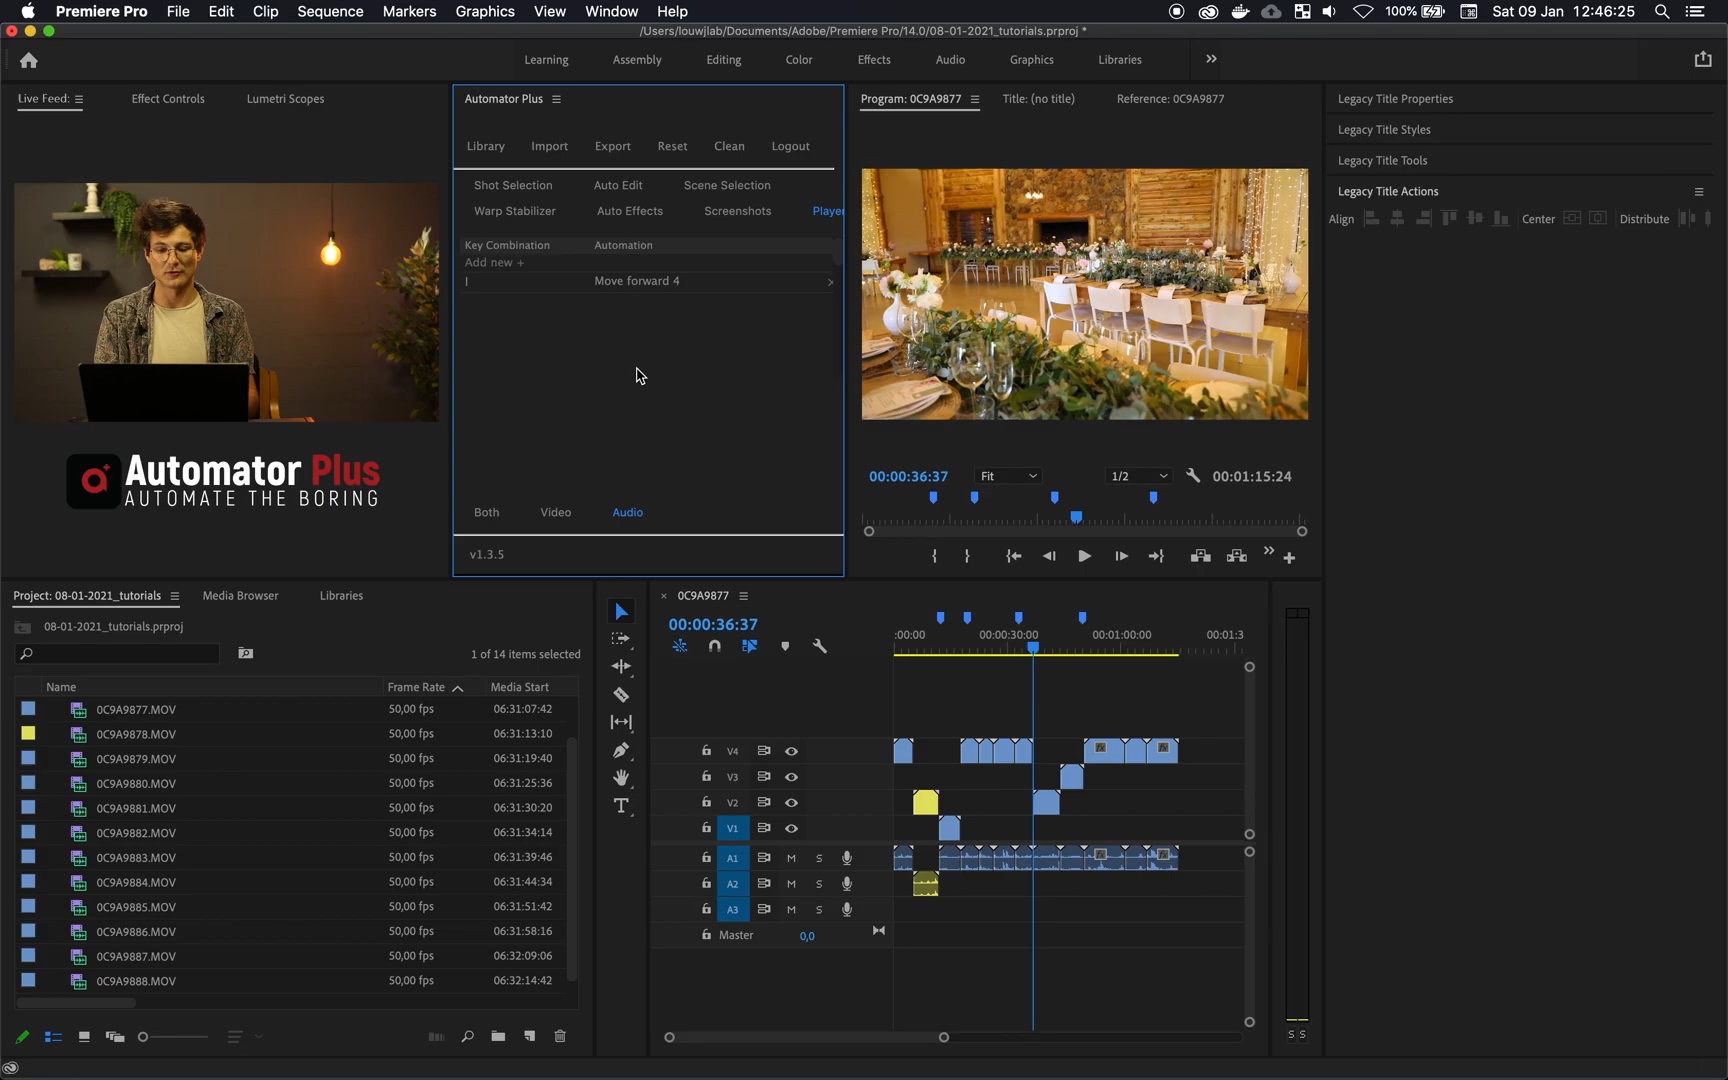 Premiere Pro File Edit Clip Sequence Markers Graphics View Window Help 100% Sat 09 Jan 12:46:25
/Users/louwjlab/Documents/Adobe/Premiere Pro/14.0/08-01-2021_tutorials.prproj *
Learning Assembly Editing Color Effects Audio Graphics Libraries
Live Feed: Effect Controls Lumetri Scopes
Automator Plus
Library Import Export Reset Clean Logout
Shot Selection Auto Edit Scene Selection
Warp Stabilizer Auto Effects Screenshots Player
Key Combination Automation
Add new +
l Move forward 4
Both Video Audio
v1.3.5
Automator Plus
AUTOMATE THE BORING
Program: 0C9A9877 Title: (no title) Reference: 0C9A9877
00:00:36:37 Fit 1/2 00:01:15:24
Legacy Title Properties
Legacy Title Styles
Legacy Title Tools
Legacy Title Actions
Align Center Distribute
Project: 08-01-2021_tutorials Media Browser Libraries
08-01-2021_tutorials.prproj
1 of 14 items selected
Name Frame Rate Media Start
0C9A9877.MOV 50,00 fps 06:31:07:42
0C9A9878.MOV 50,00 fps 06:31:13:10
0C9A9879.MOV 50,00 fps 06:31:19:40
0C9A9880.MOV 50,00 fps 06:31:25:36
0C9A9881.MOV 50,00 fps 06:31:30:20
0C9A9882.MOV 50,00 fps 06:31:34:14
0C9A9883.MOV 50,00 fps 06:31:39:46
0C9A9884.MOV 50,00 fps 06:31:44:34
0C9A9885.MOV 50,00 fps 06:31:51:42
0C9A9886.MOV 50,00 fps 06:31:58:16
0C9A9887.MOV 50,00 fps 06:32:09:06
0C9A9888.MOV 50,00 fps 06:32:14:42
× 0C9A9877
00:00:36:37
:00:00 00:00:30:00 00:01:00:00 00:01:3
V4
V3
V2
V1
A1 M S
A2 M S
A3 M S
Master 0,0
S S